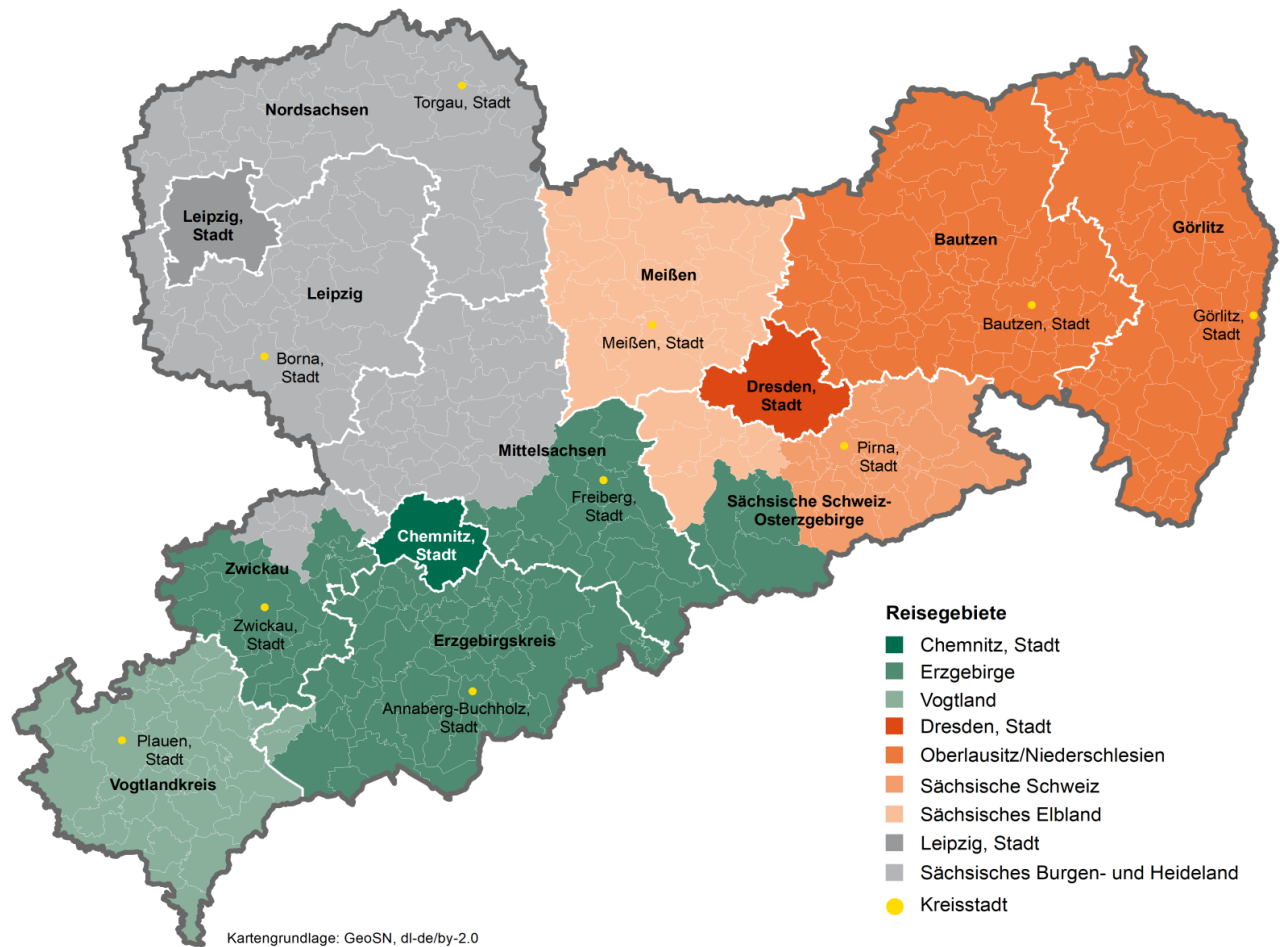 Nordsachsen
Torgau, Stadt
Leipzig,
Stadt
Leipzig
Borna,
Stadt
Meißen
Meißen, Stadt
Bautzen
Bautzen, Stadt
Görlitz
Görlitz,
Stadt
Dresden,
Stadt
Mittelsachsen
Freiberg,
Stadt
Pirna,
Stadt
Sächsische Schweiz-
Osterzgebirge
Chemnitz,
Stadt
Zwickau
Zwickau,
Stadt
Erzgebirgskreis
Annaberg-Buchholz,
Stadt
Plauen,
Stadt
Vogtlandkreis
Reisegebiete
Chemnitz, Stadt
Erzgebirge
Vogtland
Dresden, Stadt
Oberlausitz/Niederschlesien
Sächsische Schweiz
Sächsisches Elbland
Leipzig, Stadt
Sächsisches Burgen- und Heideland
Kreisstadt
Kartengrundlage: GeoSN, dl-de/by-2.0